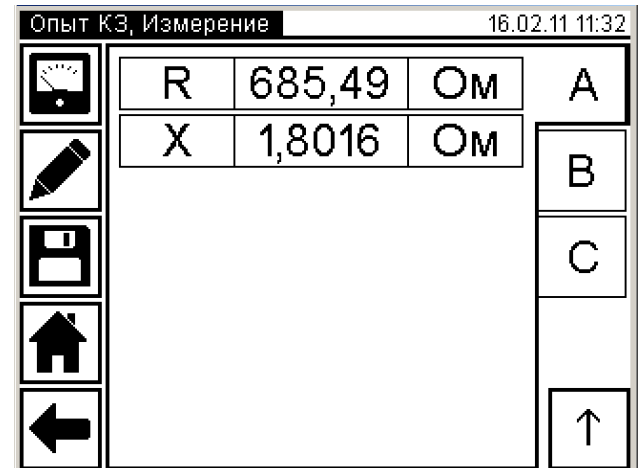 Опыт КЗ, Измерение 16.02.11 11:32
R 685,49 Ом A
X 1,8016 Ом
B
C
↑